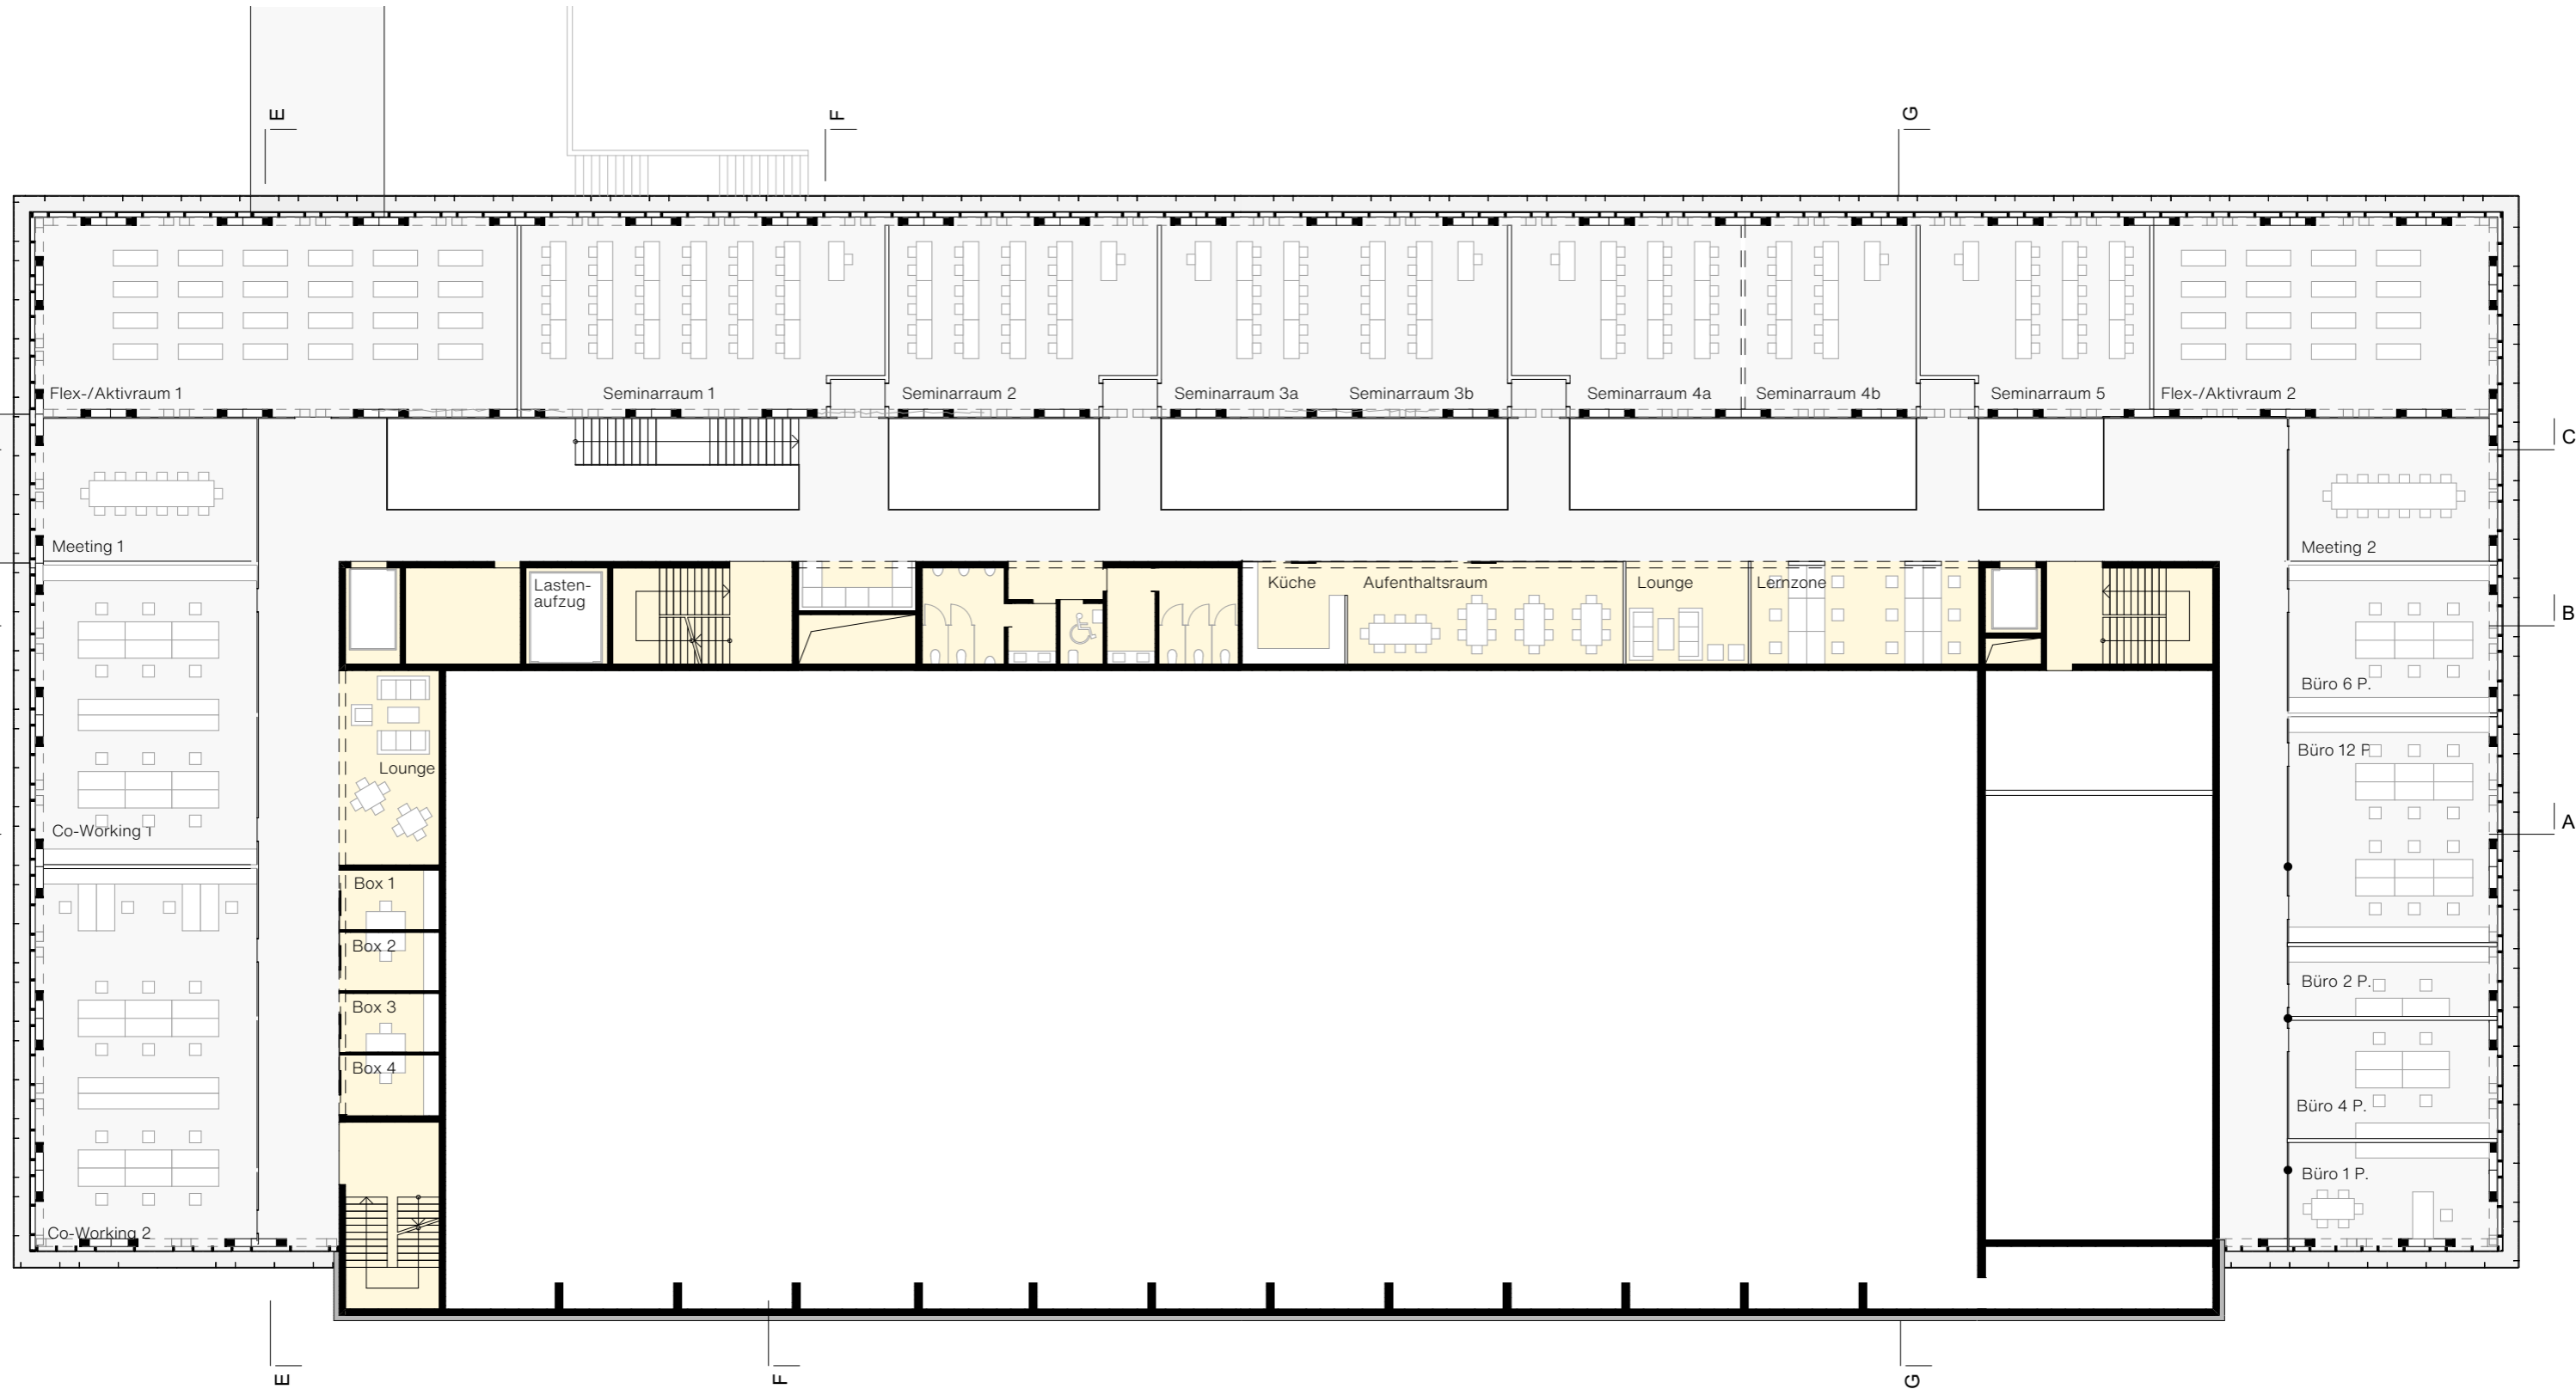 E
F
G
Flex-/Aktivraum 1
Seminarraum 1
Seminarraum 2
Seminarraum 3a
Seminarraum 3b
Seminarraum 4a
Seminarraum 4b
Seminarraum 5
Flex-/Aktivraum 2
C
Meeting 1
Meeting 2
Lasten-
aufzug
Küche
Aufenthaltsraum
Lounge
Lernzone
B
Büro 6 P.
Büro 12 P
Lounge
Co-Working 1
A
Box 1
Box 2
Box 3
Box 4
Büro 2 P.
Büro 4 P.
Büro 1 P.
Co-Working 2
E
F
G